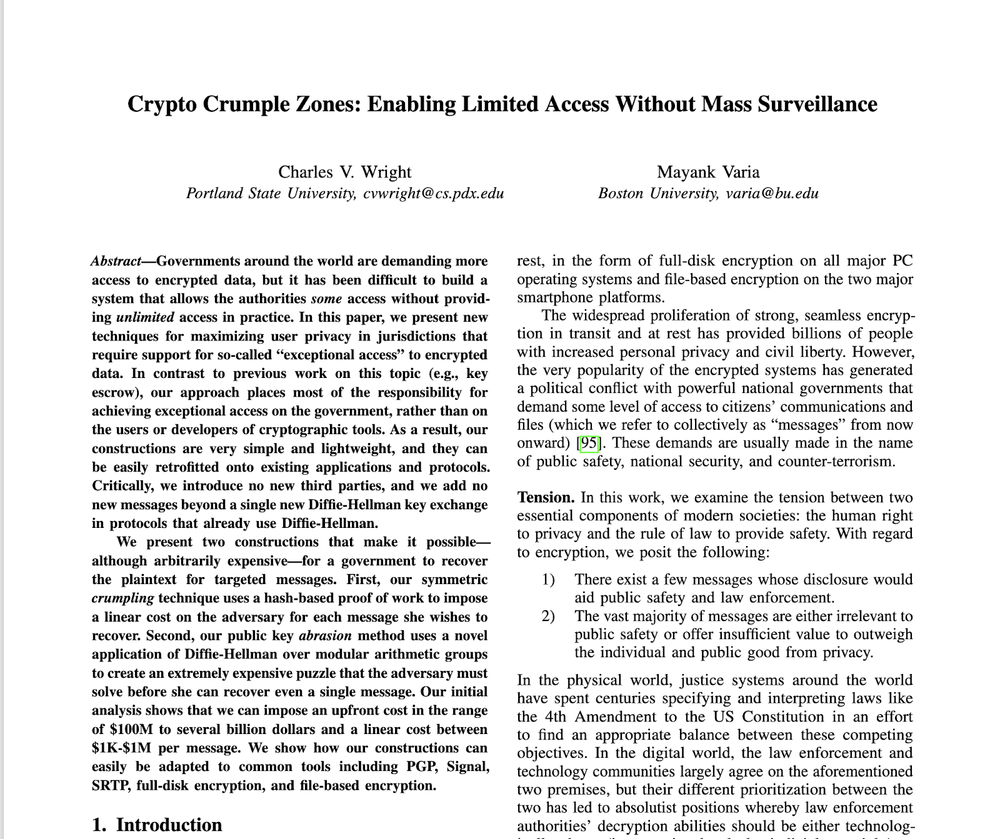 Crypto Crumple Zones: Enabling Limited Access Without Mass Surveillance
Charles V. Wright
Portland State University, cvwright@cs.pdx.edu
Mayank Varia
Boston University, varia@bu.edu
Abstract—Governments around the world are demanding more
access to encrypted data, but it has been difficult to build a
system that allows the authorities some access without provid-
ing unlimited access in practice. In this paper, we present new
techniques for maximizing user privacy in jurisdictions that
require support for so-called “exceptional access” to encrypted
data. In contrast to previous work on this topic (e.g., key
escrow), our approach places most of the responsibility for
achieving exceptional access on the government, rather than on
the users or developers of cryptographic tools. As a result, our
constructions are very simple and lightweight, and they can
be easily retrofitted onto existing applications and protocols.
Critically, we introduce no new third parties, and we add no
new messages beyond a single new Diffie-Hellman key exchange
in protocols that already use Diffie-Hellman.
We present two constructions that make it possible—
although arbitrarily expensive—for a government to recover
the plaintext for targeted messages. First, our symmetric
crumpling technique uses a hash-based proof of work to impose
a linear cost on the adversary for each message she wishes to
recover. Second, our public key abrasion method uses a novel
application of Diffie-Hellman over modular arithmetic groups
to create an extremely expensive puzzle that the adversary must
solve before she can recover even a single message. Our initial
analysis shows that we can impose an upfront cost in the range
of $100M to several billion dollars and a linear cost between
$1K-$1M per message. We show how our constructions can
easily be adapted to common tools including PGP, Signal,
SRTP, full-disk encryption, and file-based encryption.
1. Introduction
rest, in the form of full-disk encryption on all major PC
operating systems and file-based encryption on the two major
smartphone platforms.
The widespread proliferation of strong, seamless encryp-
tion in transit and at rest has provided billions of people
with increased personal privacy and civil liberty. However,
the very popularity of the encrypted systems has generated
a political conflict with powerful national governments that
demand some level of access to citizens’ communications and
files (which we refer to collectively as “messages” from now
onward) [95]. These demands are usually made in the name
of public safety, national security, and counter-terrorism.
Tension. In this work, we examine the tension between two
essential components of modern societies: the human right
to privacy and the rule of law to provide safety. With regard
to encryption, we posit the following:
1) There exist a few messages whose disclosure would
aid public safety and law enforcement.
2) The vast majority of messages are either irrelevant to
public safety or offer insufficient value to outweigh
the individual and public good from privacy.
In the physical world, justice systems around the world
have spent centuries specifying and interpreting laws like
the 4th Amendment to the US Constitution in an effort
to find an appropriate balance between these competing
objectives. In the digital world, the law enforcement and
technology communities largely agree on the aforementioned
two premises, but their different prioritization between the
two has led to absolutist positions whereby law enforcement
authorities’ decryption abilities should be either technolog-